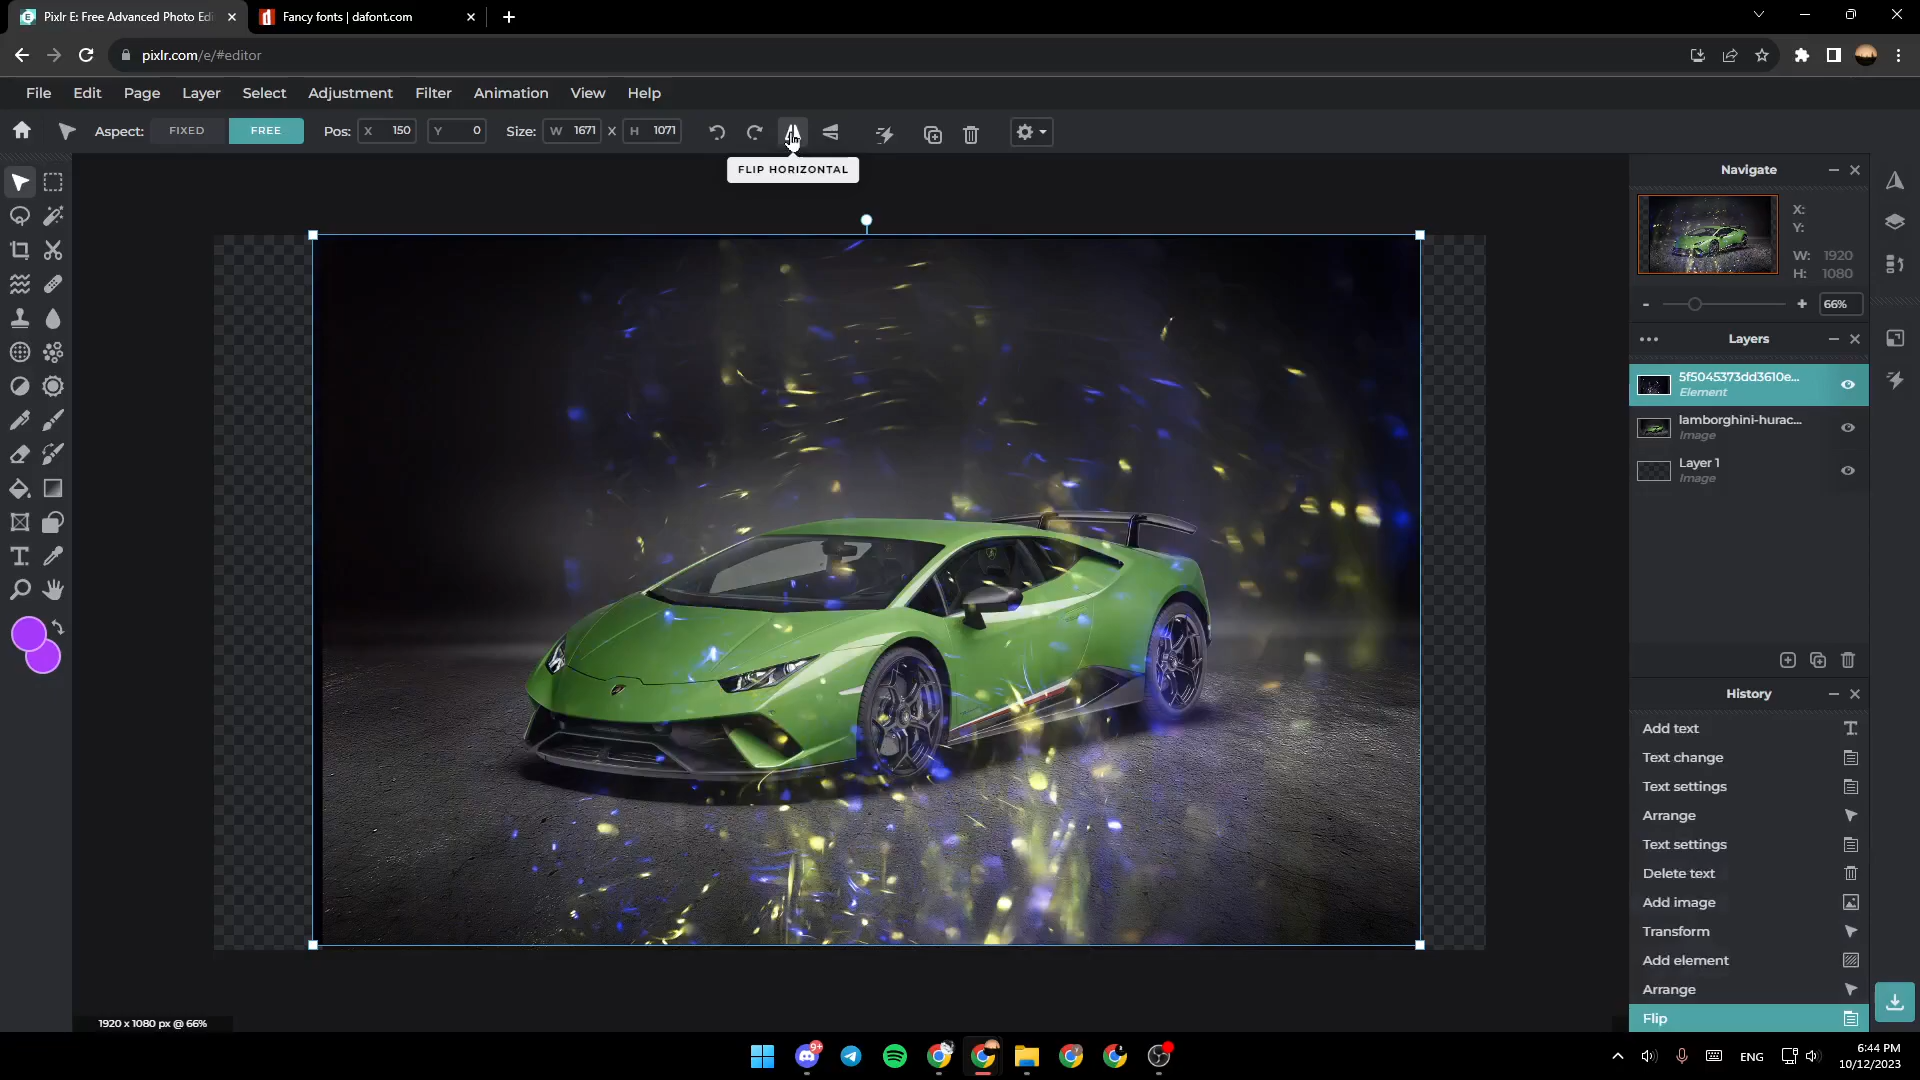 Pixlr E: Free Advanced Photo Edi
Fancy fonts | dafont.com
pixlr.com/e/#editor
File Edit Page Layer Select Adjustment Filter Animation View Help
Aspect: FIXED FREE Pos: X 150 Y 0 Size: W 1671 X H 1071
FLIP HORIZONTAL
Navigate
X:
Y:
W: 1920
H: 1080
- + 66%
Layers
5f5045373dd3610e...
Element
lamborghini-hurac...
Image
Layer 1
Image
History
Add text
Text change
Text settings
Arrange
Text settings
Delete text
Add image
Transform
Add element
Arrange
Flip
1920 x 1080 px @ 66%
9+
ENG
6:44 PM
10/12/2023